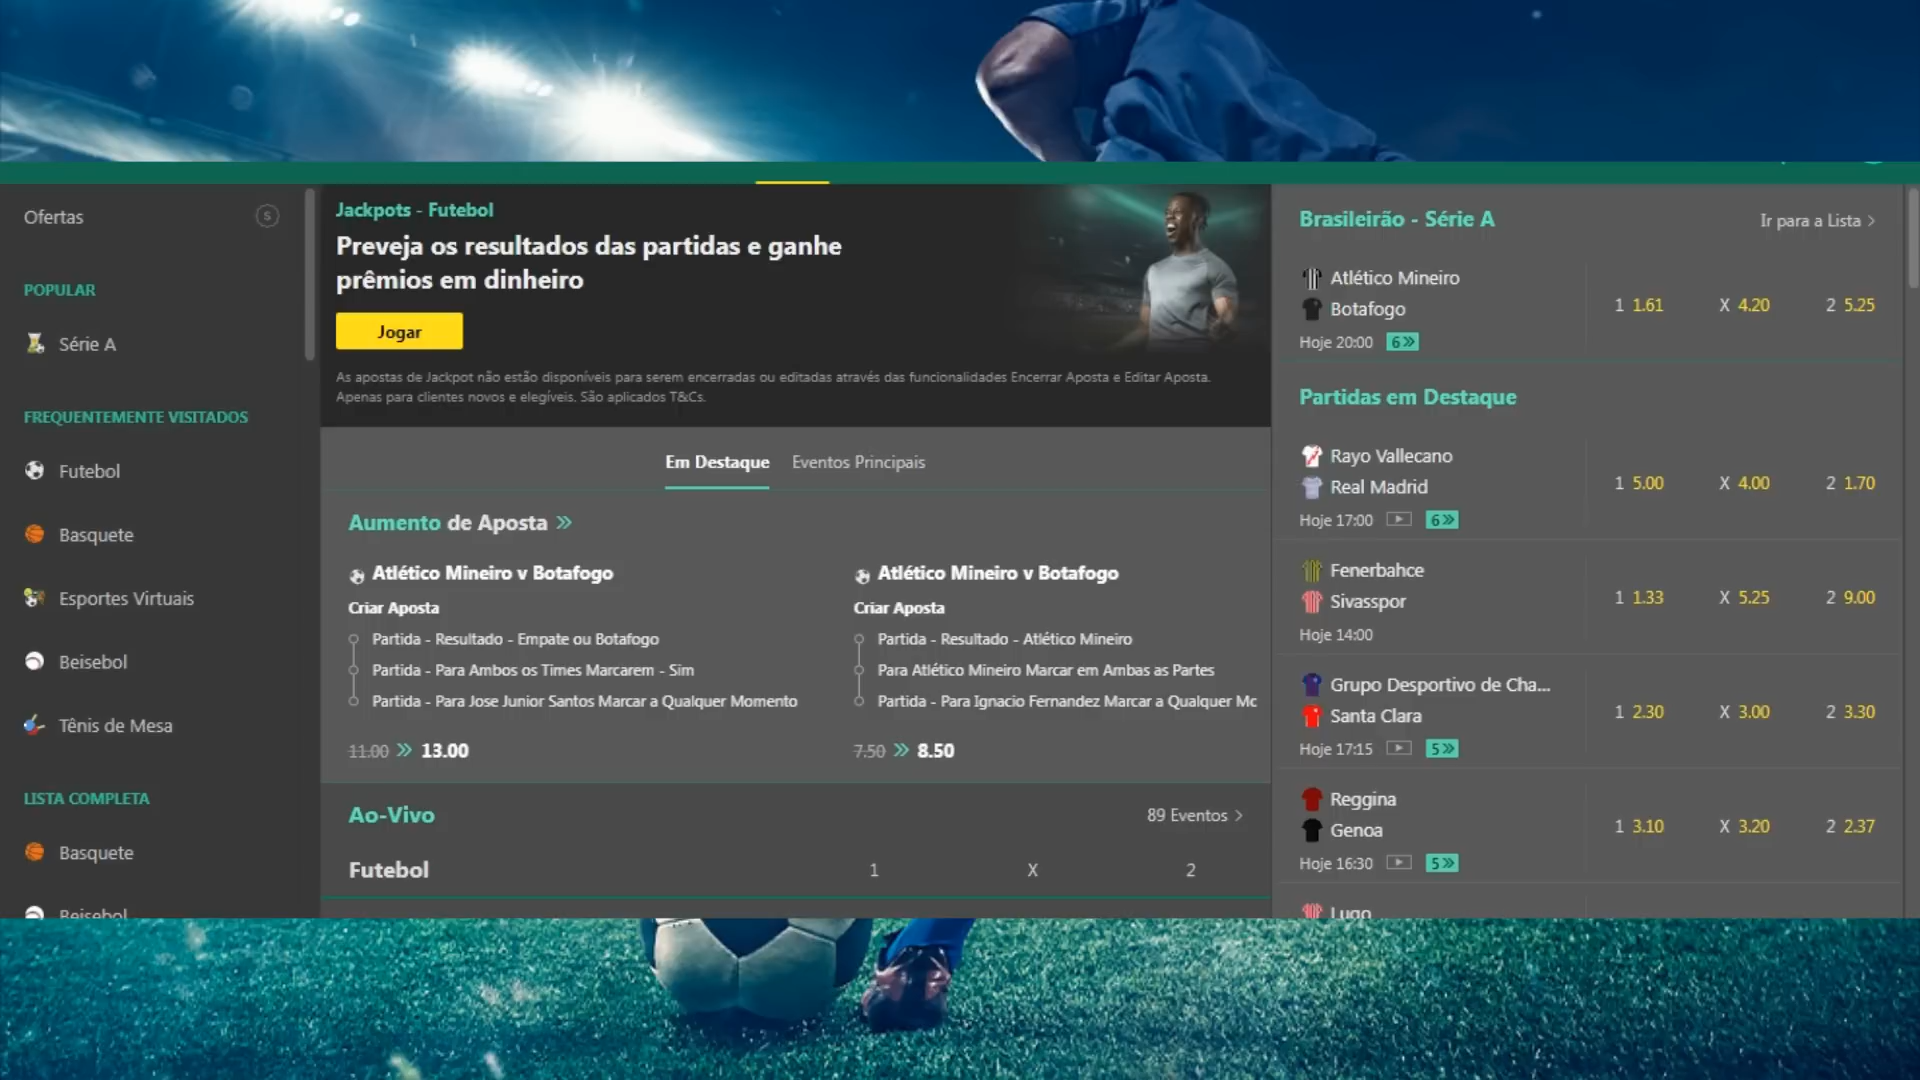 Ofertas
S
POPULAR
Série A
FREQUENTEMENTE VISITADOS
Futebol
Basquete
Esportes Virtuais
Beisebol
Tênis de Mesa
LISTA COMPLETA
Basquete
Beisebol
Jackpots - Futebol
Preveja os resultados das partidas e ganhe
prêmios em dinheiro
Jogar
As apostas de Jackpot não estão disponíveis para serem encerradas ou editadas através das funcionalidades Encerrar Aposta e Editar Aposta.
Apenas para clientes novos e elegíveis. São aplicados T&Cs.
Em Destaque Eventos Principais
Aumento de Aposta »
Atlético Mineiro v Botafogo
Criar Aposta
Partida - Resultado - Empate ou Botafogo
Partida - Para Ambos os Times Marcarem - Sim
Partida - Para Jose Junior Santos Marcar a Qualquer Momento
11.00 » 13.00
Atlético Mineiro v Botafogo
Criar Aposta
Partida - Resultado - Atlético Mineiro
Para Atlético Mineiro Marcar em Ambas as Partes
Partida - Para Ignacio Fernandez Marcar a Qualquer Mc
7.50 » 8.50
Ao-Vivo 89 Eventos >
Futebol 1 X 2
Brasileirão - Série A Ir para a Lista >
Atlético Mineiro
Botafogo
1 1.61 X 4.20 2 5.25
Hoje 20:00 6»
Partidas em Destaque
Rayo Vallecano
Real Madrid
1 5.00 X 4.00 2 1.70
Hoje 17:00 6»
Fenerbahce
Sivasspor
1 1.33 X 5.25 2 9.00
Hoje 14:00
Grupo Desportivo de Cha...
Santa Clara
1 2.30 X 3.00 2 3.30
Hoje 17:15 5»
Reggina
Genoa
1 3.10 X 3.20 2 2.37
Hoje 16:30 5»
Lugo